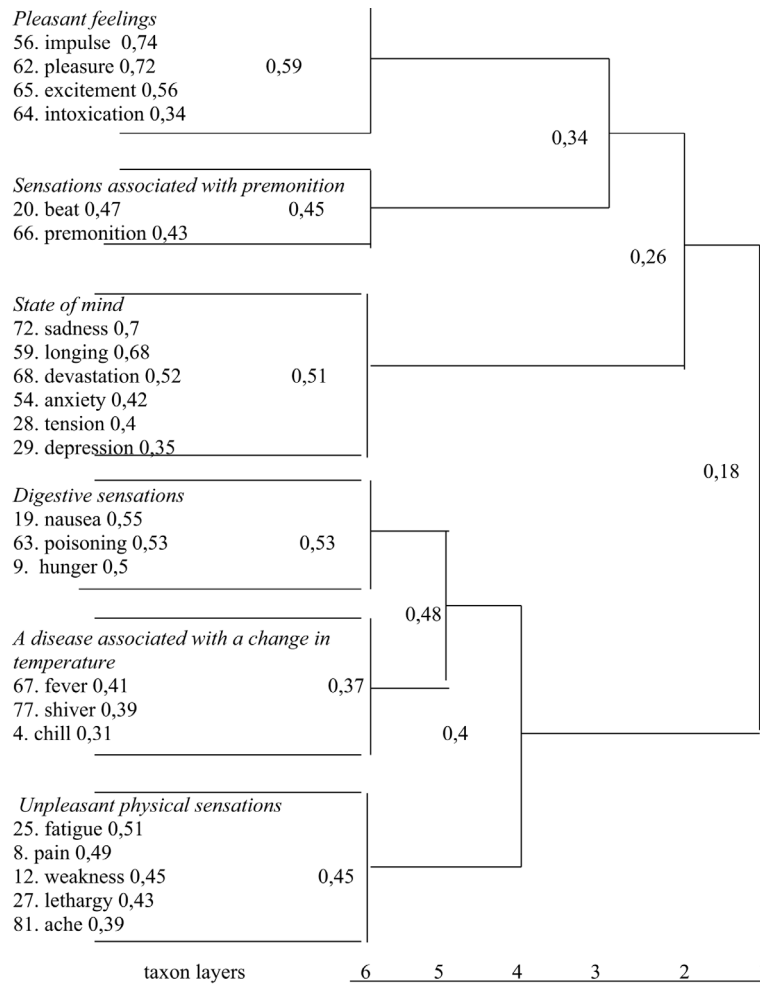 Pleasant feelings
56. impulse 0,74
62. pleasure 0,72 0,59
65. excitement 0,56
64. intoxication 0,34
0,34
Sensations associated with premonition
20. beat 0,47 0,45
66. premonition 0,43
0,26
State of mind
72. sadness 0,7
59. longing 0,68
68. devastation 0,52 0,51
54. anxiety 0,42
28. tension 0,4
29. depression 0,35
0,18
Digestive sensations
19. nausea 0,55
63. poisoning 0,53 0,53
9. hunger 0,5
0,48
A disease associated with a change in
temperature
67. fever 0,41 0,37
77. shiver 0,39
4. chill 0,31 0,4
Unpleasant physical sensations
25. fatigue 0,51
8. pain 0,49
12. weakness 0,45 0,45
27. lethargy 0,43
81. ache 0,39
taxon layers 6 5 4 3 2